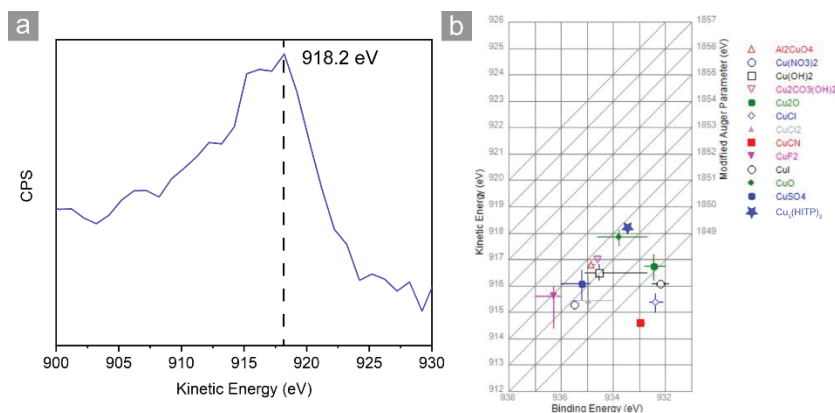 a
918.2 eV
CPS
900 905 910 915 920 925 930
Kinetic Energy (eV)
b
926
925
924
923
922
921
920
919
918
917
916
915
914
913
912
Kinetic Energy (eV)
938 936 934 932
Binding Energy (eV)
1857
1856
1855
1854
1853
1852
1851
1850
1849
Modified Auger Parameter (eV)
Al2CuO4
Cu(NO3)2
Cu(OH)2
Cu2CO3(OH)2
Cu2O
CuCl
CuCl2
CuCN
CuF2
CuI
CuO
CuSO4
Cu₃(HITP)₂